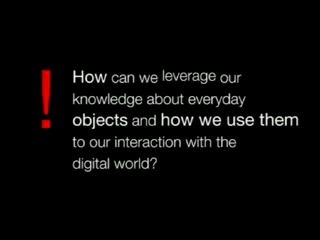 ! How can we leverage our
knowledge about everyday
objects and how we use them
to our interaction with the
digital world?